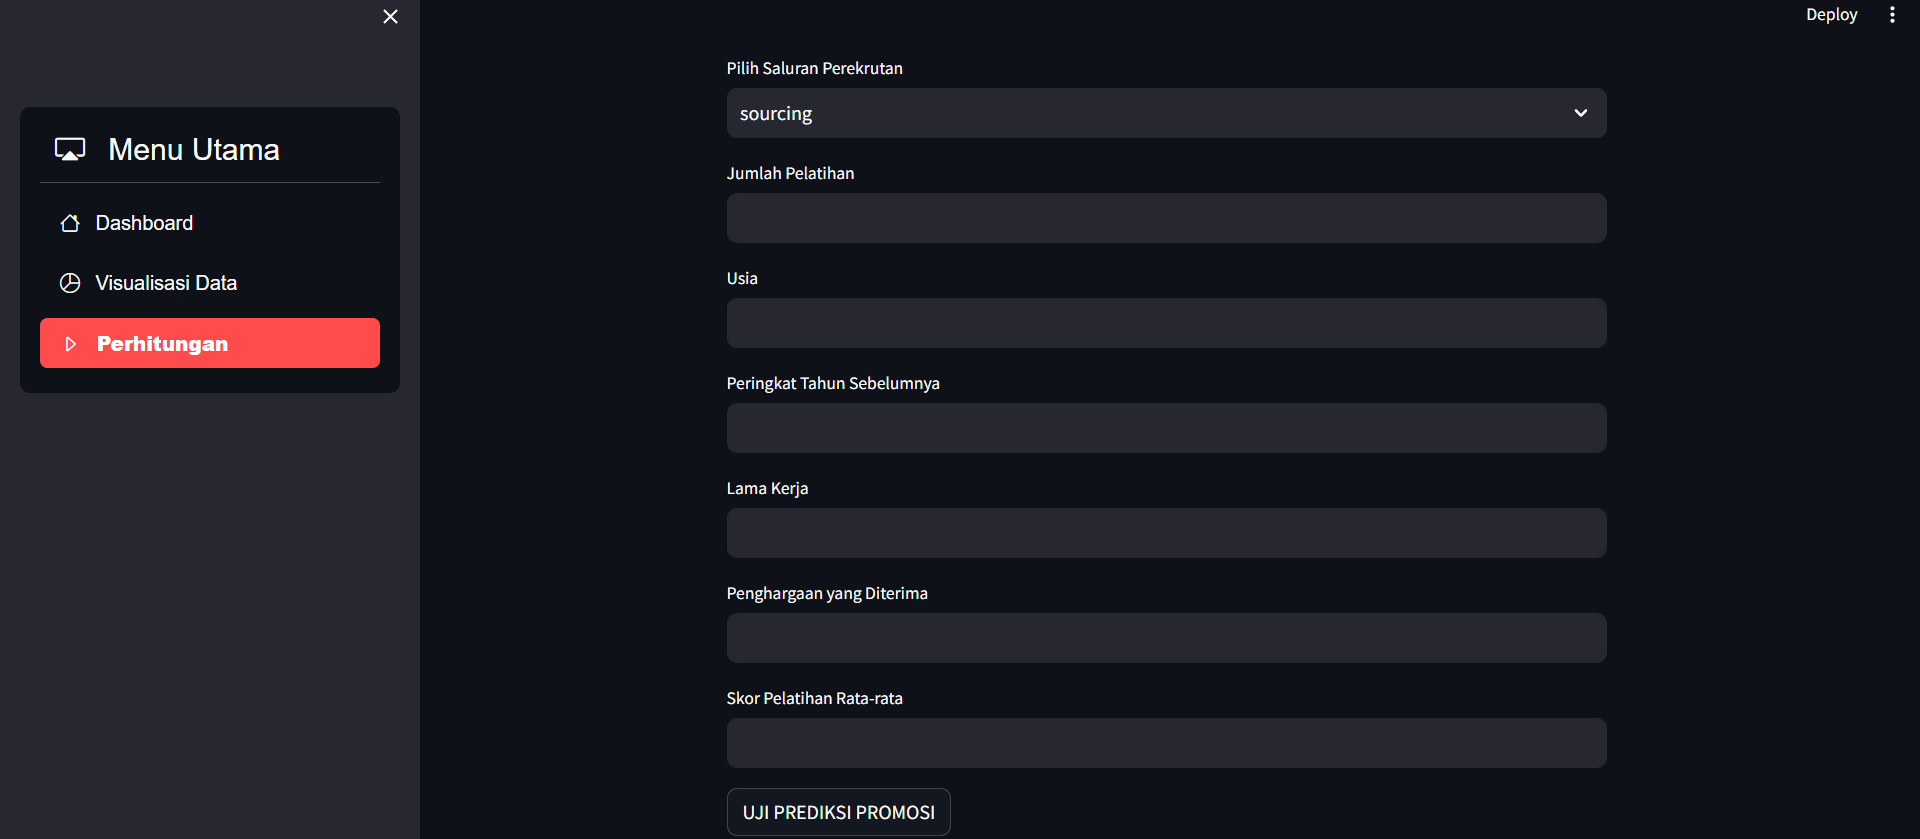 Deploy
Menu Utama
Dashboard
Visualisasi Data
Perhitungan
Pilih Saluran Perekrutan
sourcing
Jumlah Pelatihan
Usia
Peringkat Tahun Sebelumnya
Lama Kerja
Penghargaan yang Diterima
Skor Pelatihan Rata-rata
UJI PREDIKSI PROMOSI